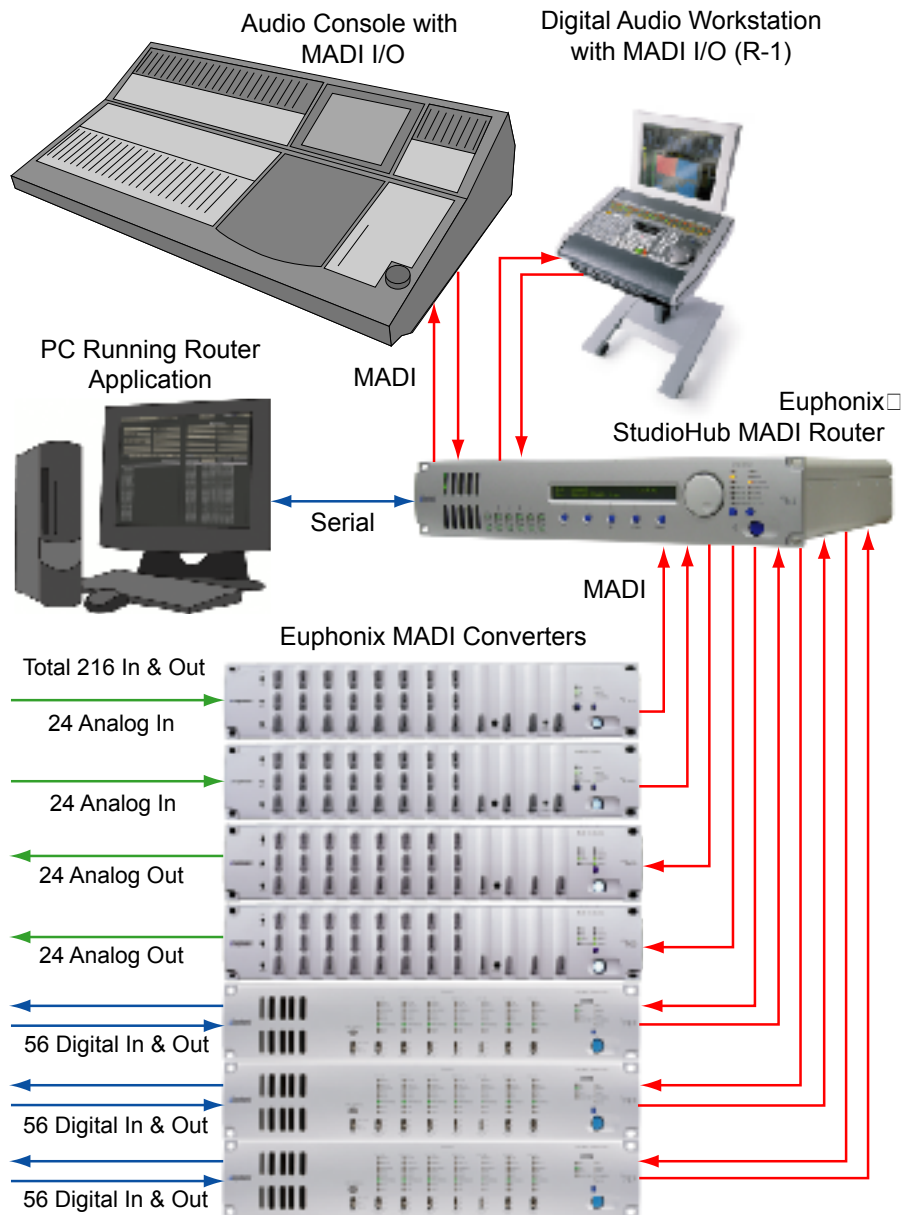 Audio Console with
MADI I/O
Digital Audio Workstation
with MADI I/O (R-1)
PC Running Router
Application
MADI
Euphonix□
StudioHub MADI Router
Serial
MADI
Euphonix MADI Converters
Total 216 In & Out
24 Analog In
24 Analog In
24 Analog Out
24 Analog Out
56 Digital In & Out
56 Digital In & Out
56 Digital In & Out